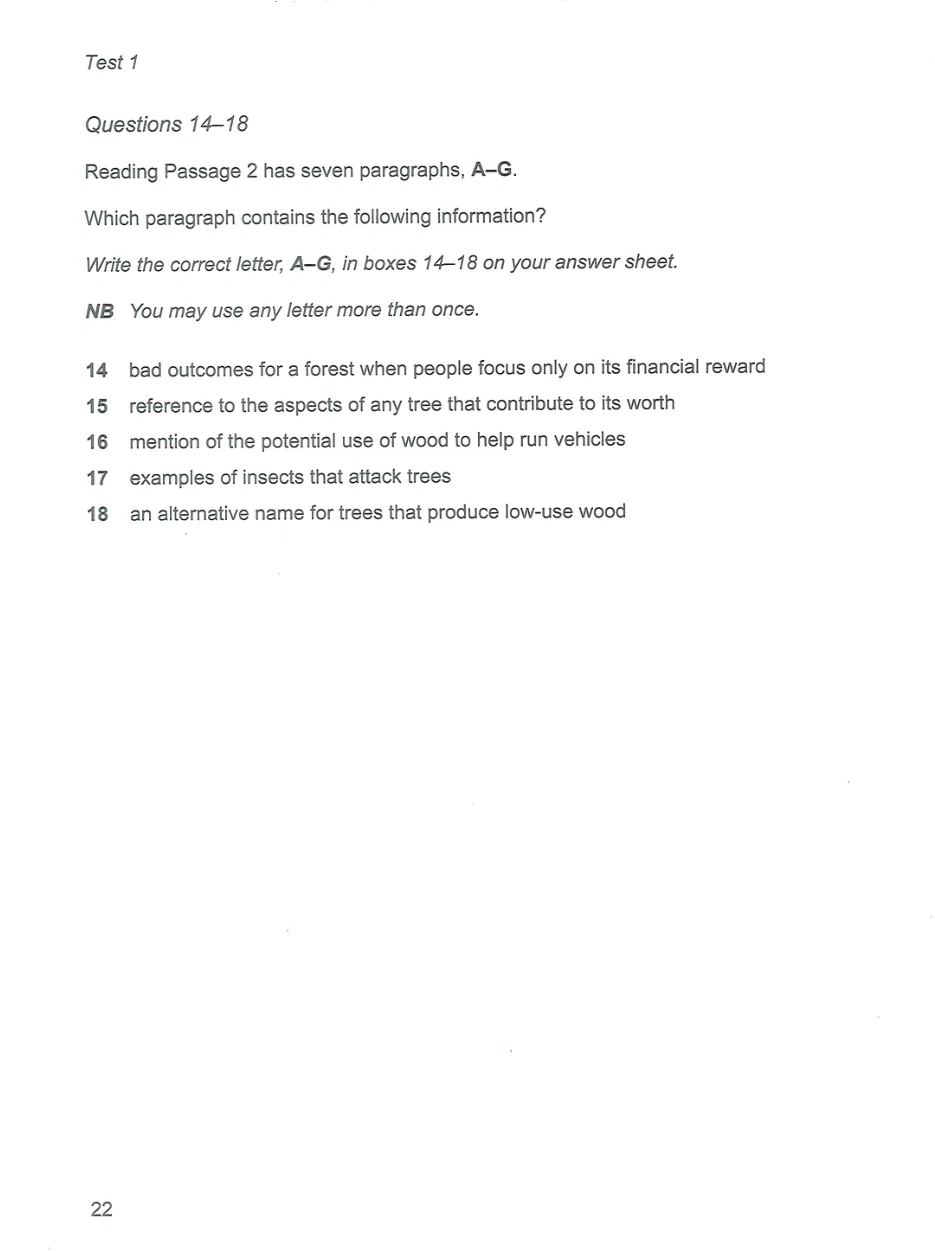 Test 1
Questions 14–18
Reading Passage 2 has seven paragraphs, A–G.
Which paragraph contains the following information?
Write the correct letter, A–G, in boxes 14–18 on your answer sheet.
NB You may use any letter more than once.
14 bad outcomes for a forest when people focus only on its financial reward
15 reference to the aspects of any tree that contribute to its worth
16 mention of the potential use of wood to help run vehicles
17 examples of insects that attack trees
18 an alternative name for trees that produce low-use wood
22